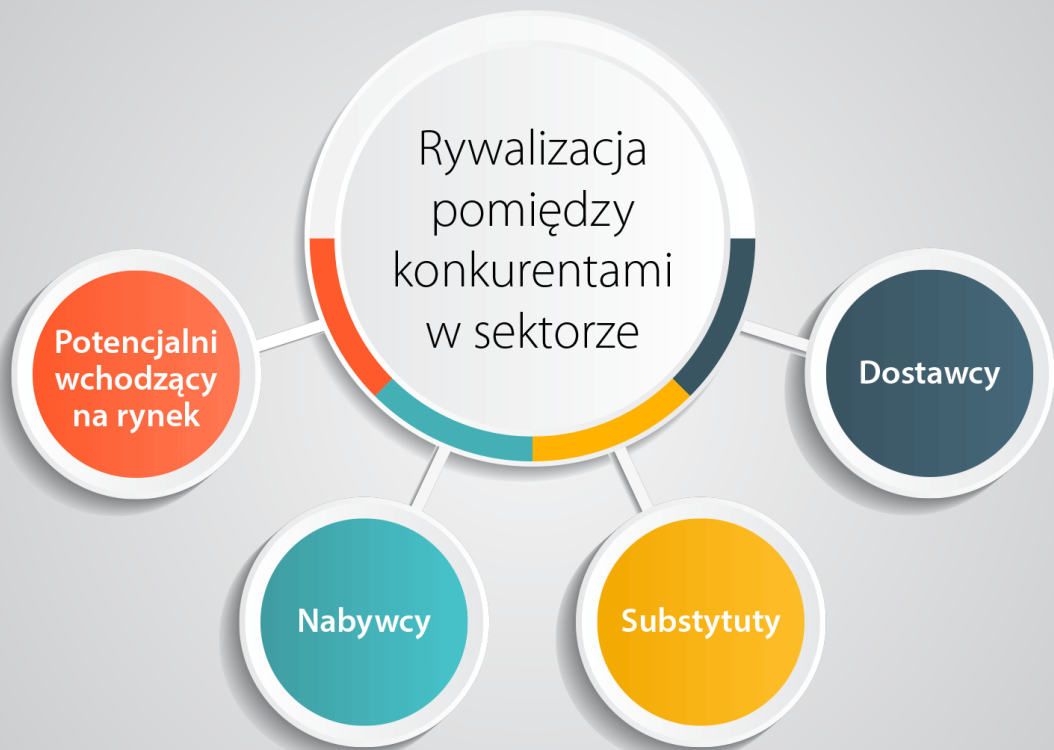 Rywalizacja
pomiędzy
konkurentami
w sektorze
Potencjalni
wchodzący
na rynek
Nabywcy
Substytuty
Dostawcy